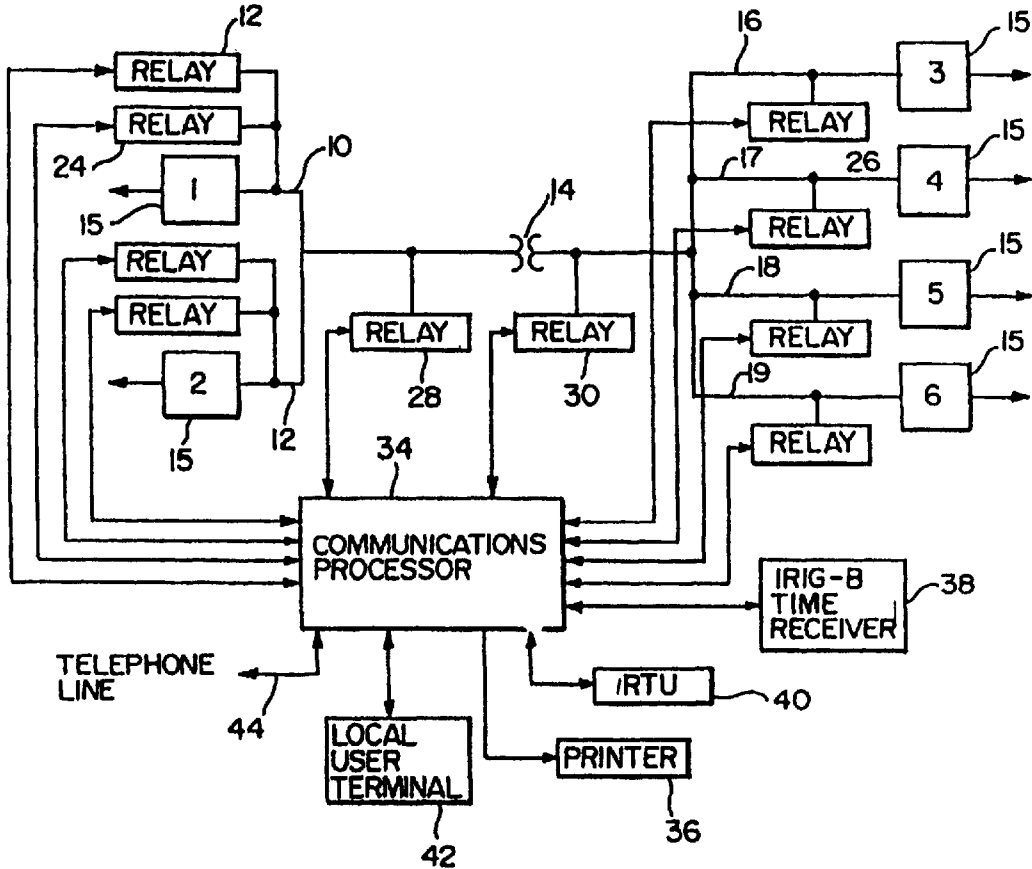 12
16
15
RELAY
3
RELAY
RELAY
24
10
17
26
15
1
4
15
14
RELAY
RELAY
18
15
5
RELAY
RELAY
RELAY
RELAY
28
30
19
15
2
6
15
12
RELAY
34
COMMUNICATIONS
PROCESSOR
IRIG-B
TIME
RECEIVER
38
TELEPHONE
LINE
44
RTU
40
LOCAL
USER
TERMINAL
42
PRINTER
36